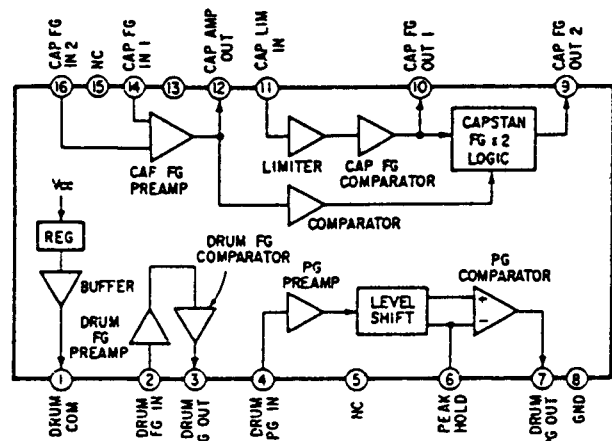 CAP FG IN 2
NC
CAP FG IN 1
CAP AMP OUT
CAP LIM IN
CAP FG OUT 1
CAP FG OUT 2
16
15
14
13
12
11
10
9
CAF FG PREAMP
LIMITER
CAP FG COMPARATOR
CAPSTAN FG x 2 LOGIC
COMPARATOR
Vcc
REG
BUFFER
DRUM FG PREAMP
DRUM FG COMPARATOR
PG PREAMP
LEVEL SHIFT
PG COMPARATOR
+
−
1
2
3
4
5
6
7
8
DRUM COM
DRUM FG IN
DRUM G OUT
DRUM PG IN
NC
PEAK HOLD
DRUM PG OUT
GND